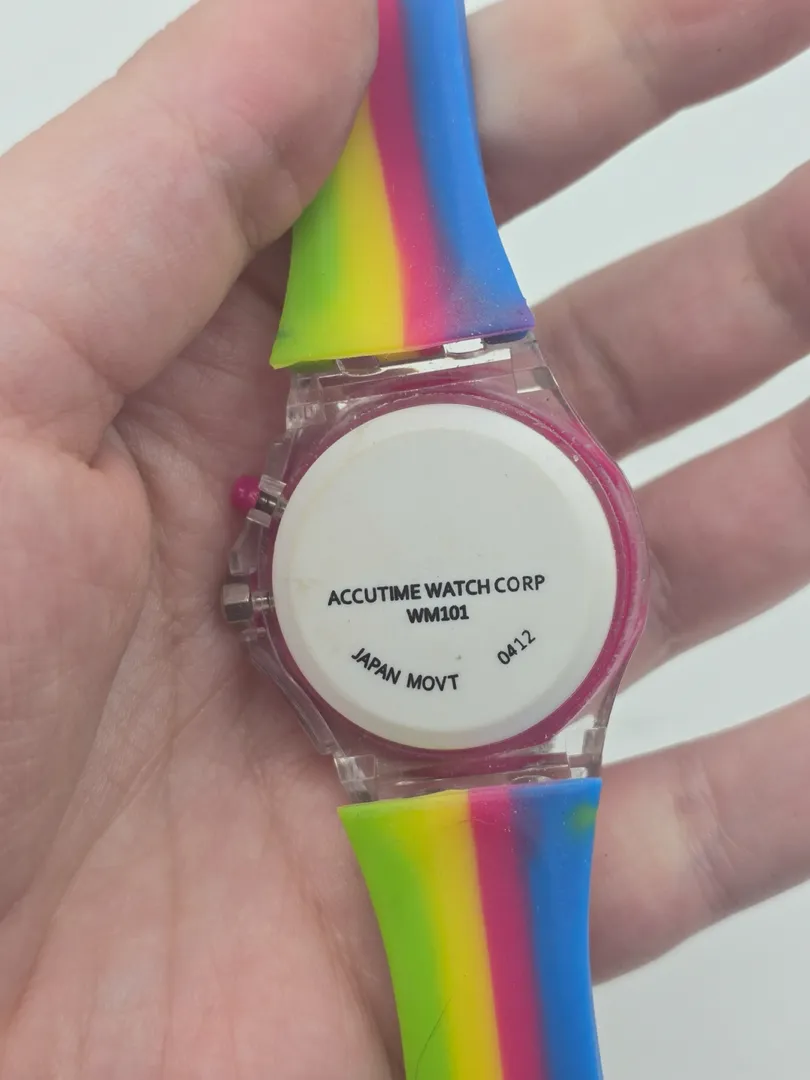 ACCUTIME WATCH CORP
WM101
JAPAN MOVT
0412